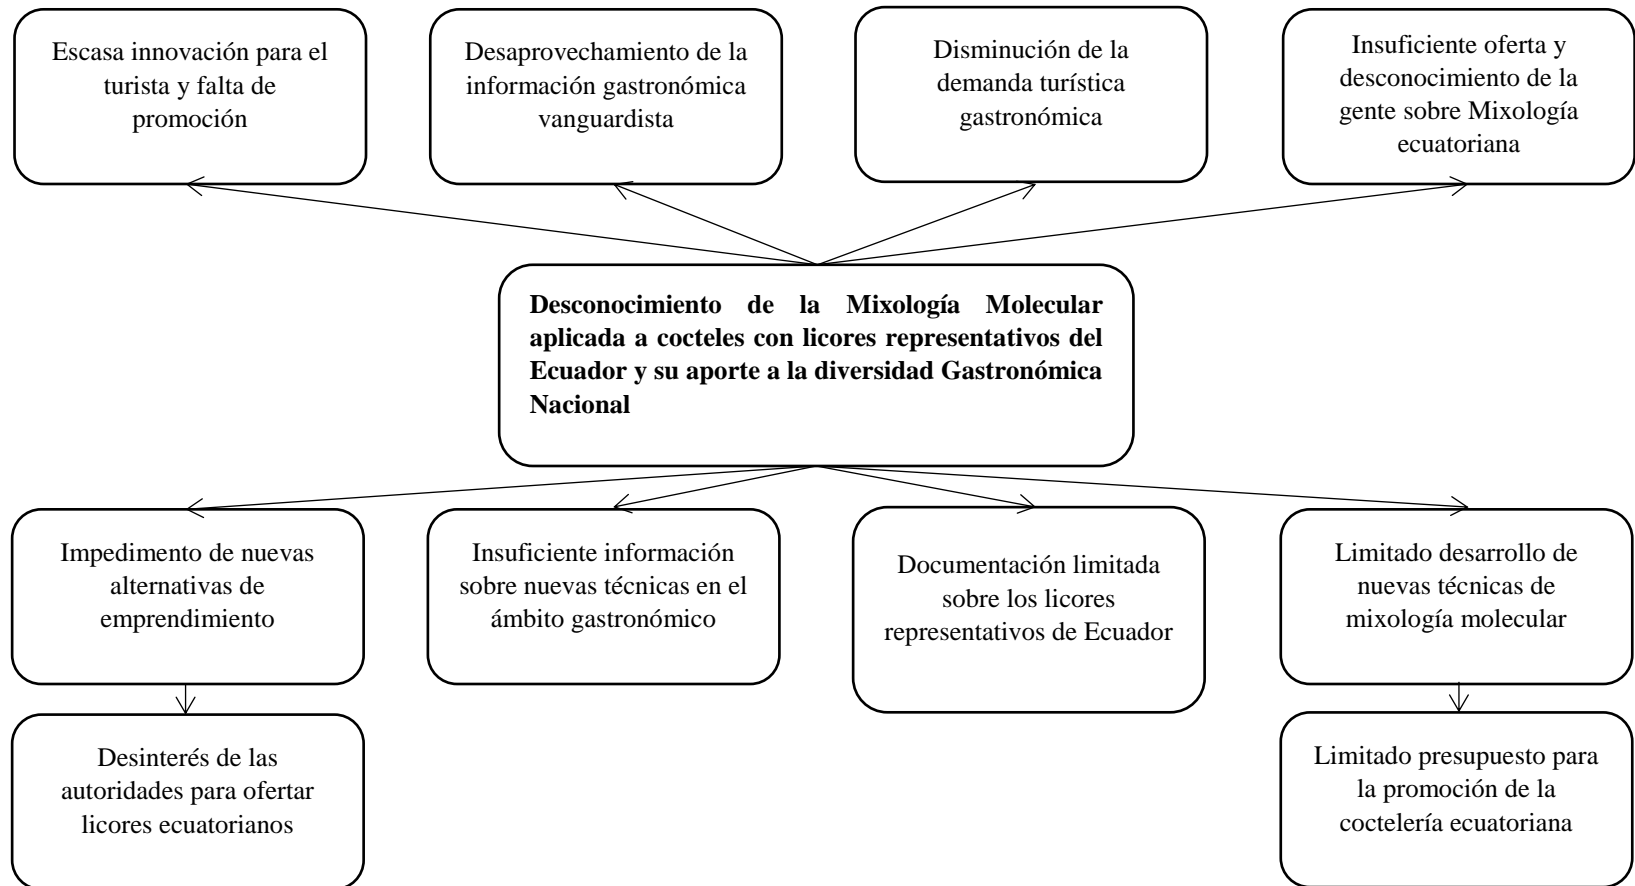 Escasa innovación para el
turista y falta de
promoción
Desaprovechamiento de la
información gastronómica
vanguardista
Disminución de la
demanda turística
gastronómica
Insuficiente oferta y
desconocimiento de la
gente sobre Mixología
ecuatoriana
Desconocimiento de la Mixología Molecular
aplicada a cocteles con licores representativos del
Ecuador y su aporte a la diversidad Gastronómica
Nacional
Impedimento de nuevas
alternativas de
emprendimiento
Insuficiente información
sobre nuevas técnicas en el
ámbito gastronómico
Documentación limitada
sobre los licores
representativos de Ecuador
Limitado desarrollo de
nuevas técnicas de
mixología molecular
Desinterés de las
autoridades para ofertar
licores ecuatorianos
Limitado presupuesto para
la promoción de la
coctelería ecuatoriana